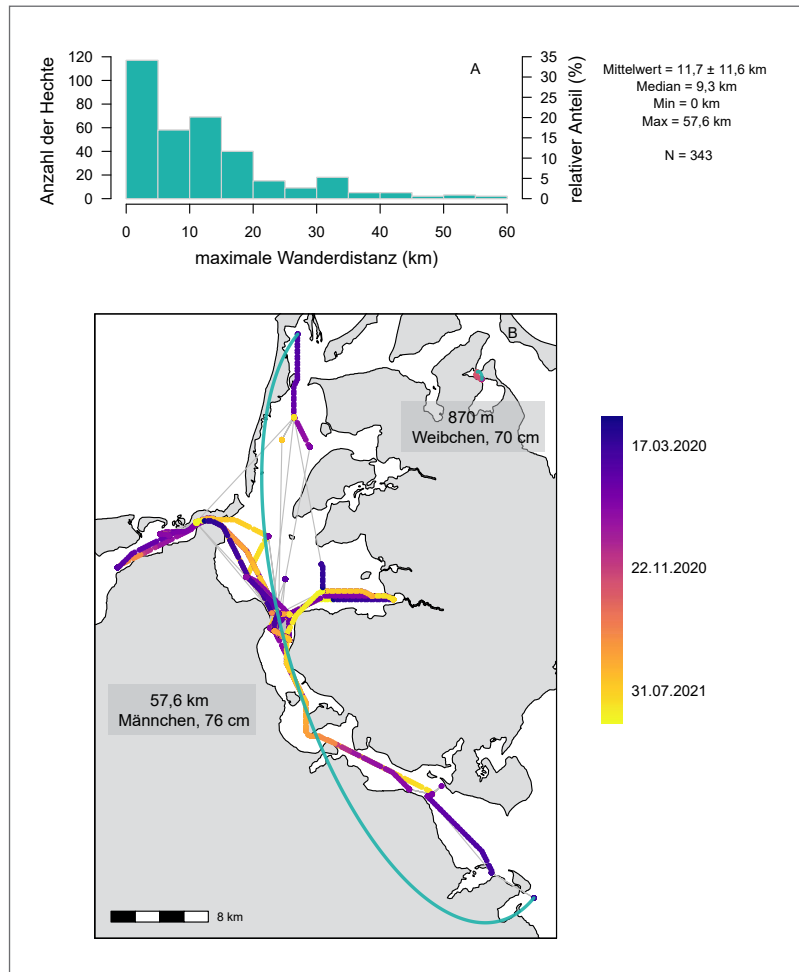 A
Anzahl der Hechte
120
100
80
60
40
20
0
35
30
25
20
15
10
5
0
relativer Anteil (%)
0 10 20 30 40 50 60
maximale Wanderdistanz (km)
Mittelwert = 11,7 ± 11,6 km
Median = 9,3 km
Min = 0 km
Max = 57,6 km
N = 343
B
870 m
Weibchen, 70 cm
57,6 km
Männchen, 76 cm
8 km
17.03.2020
22.11.2020
31.07.2021